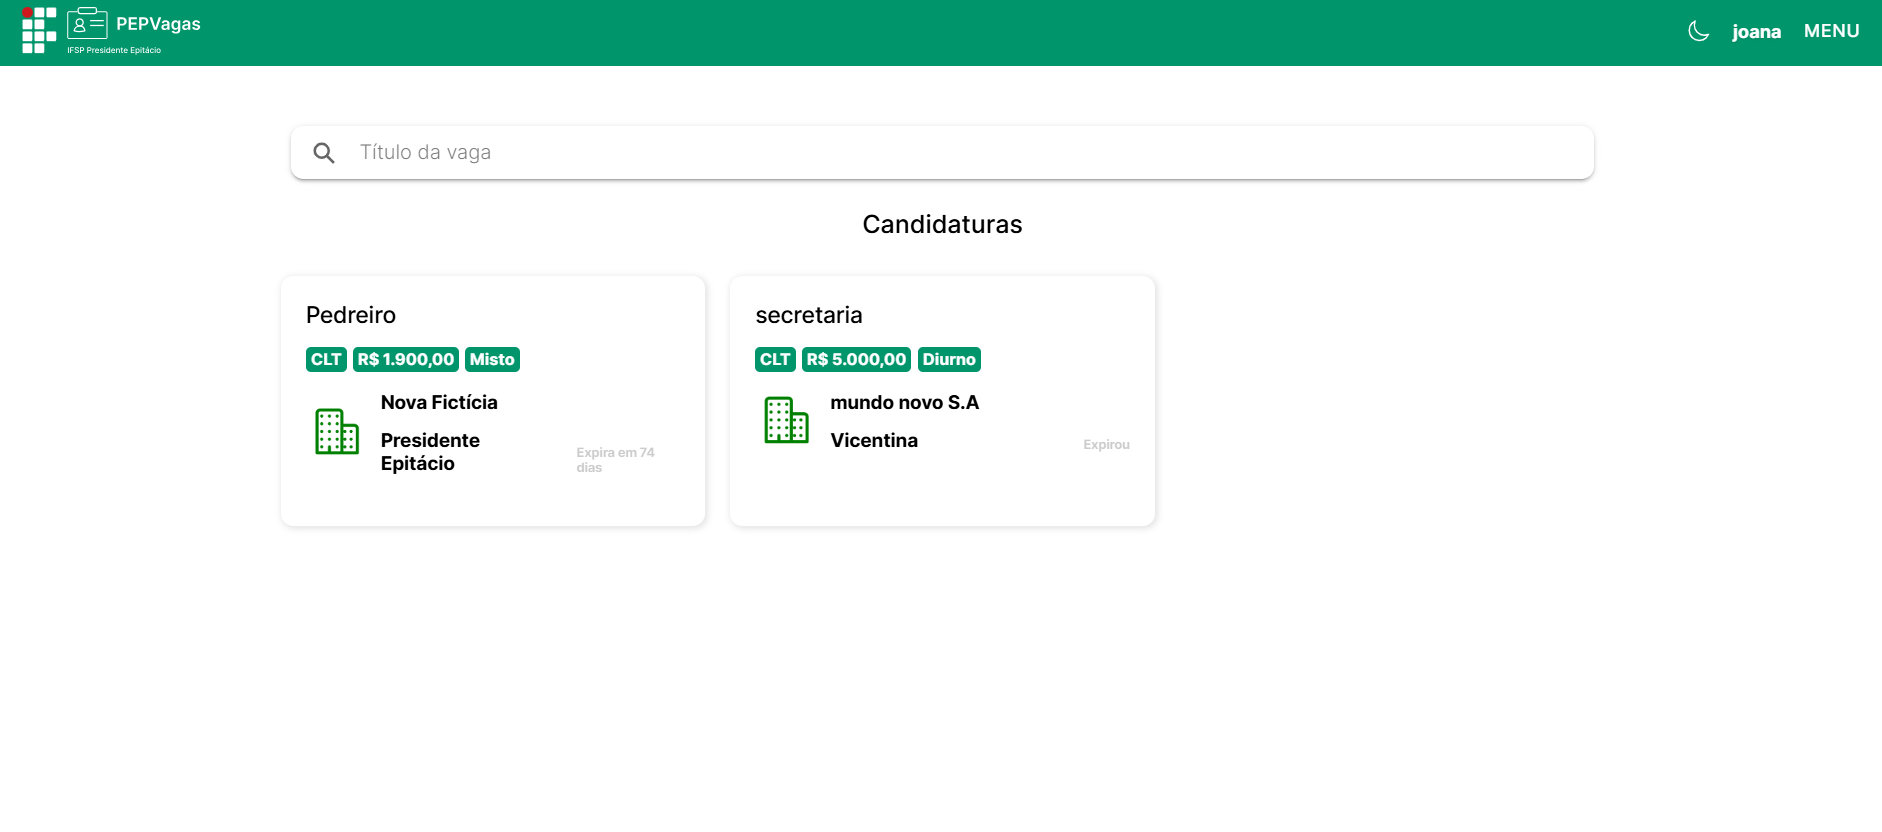 PEPVagas
IFSP Presidente Epitácio
joana
MENU
Título da vaga
Candidaturas
Pedreiro
CLT R$ 1.900,00 Misto
Nova Fictícia
Presidente
Epitácio
Expira em 74
dias
secretaria
CLT R$ 5.000,00 Diurno
mundo novo S.A
Vicentina
Expirou